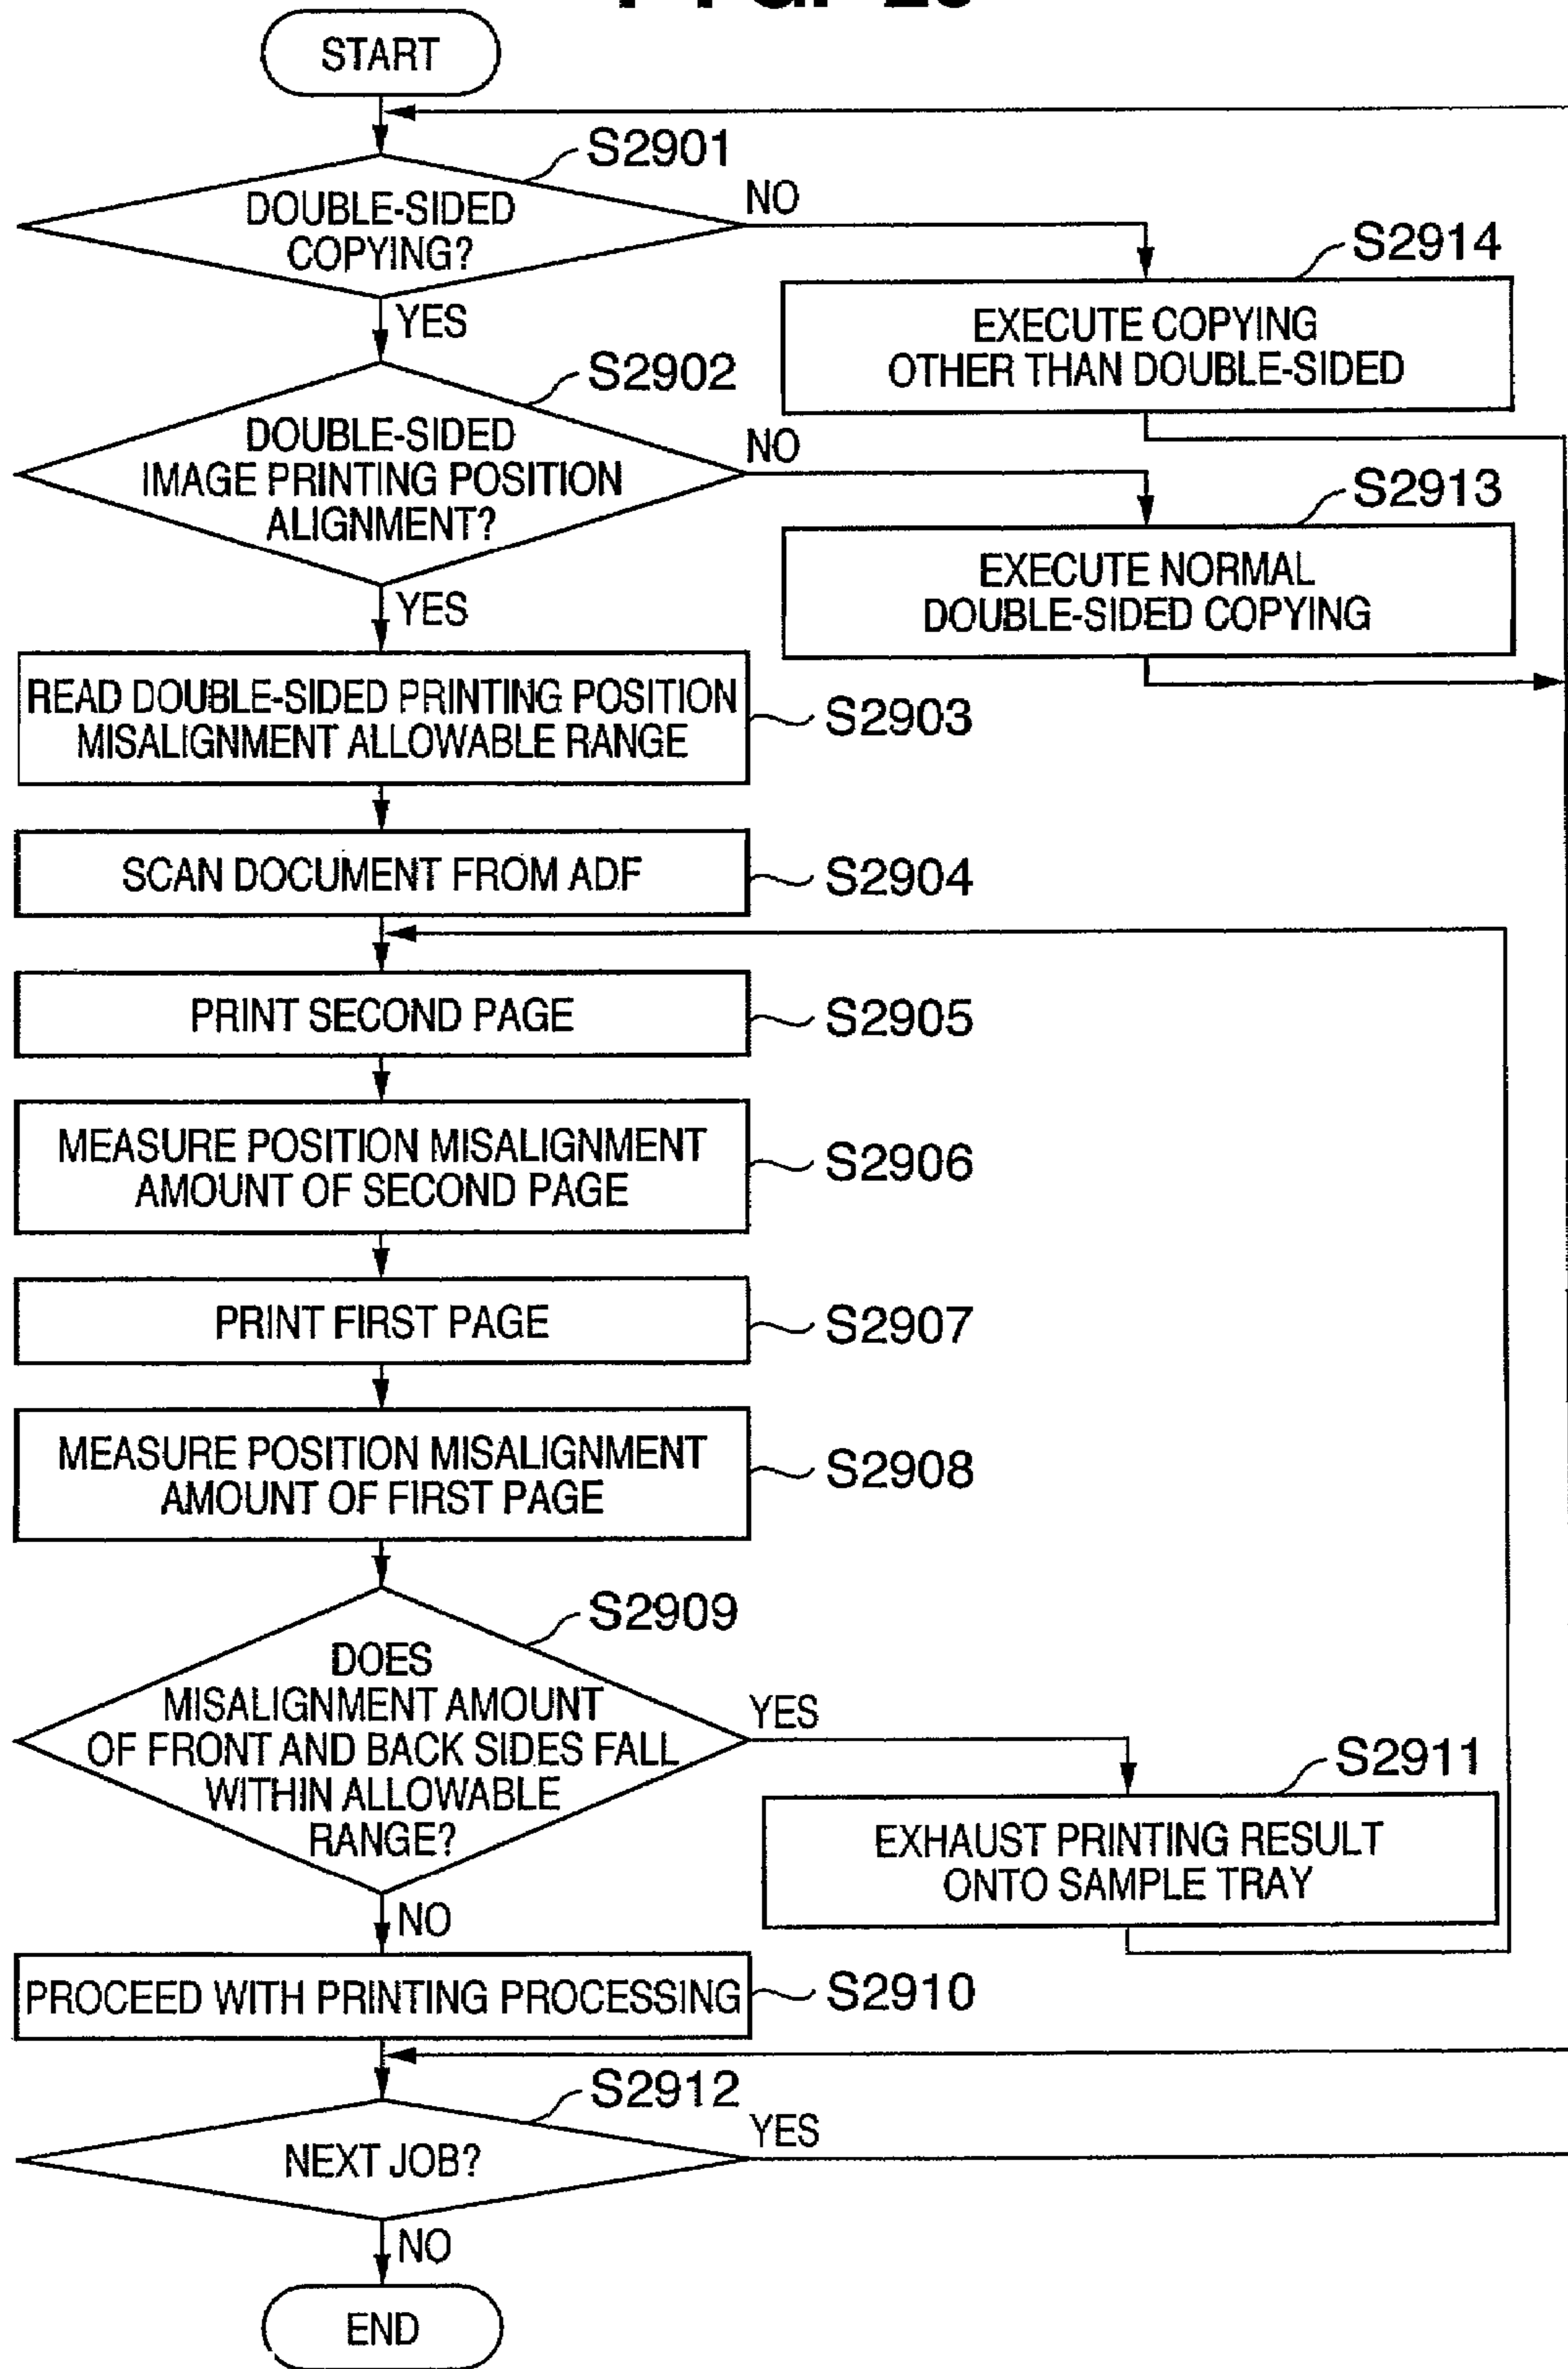 START
S2901
DOUBLE-SIDED
COPYING?
NO
YES
S2914
EXECUTE COPYING
OTHER THAN DOUBLE-SIDED
S2902
DOUBLE-SIDED
IMAGE PRINTING POSITION
ALIGNMENT?
NO
YES
S2913
EXECUTE NORMAL
DOUBLE-SIDED COPYING
READ DOUBLE-SIDED PRINTING POSITION
MISALIGNMENT ALLOWABLE RANGE
S2903
SCAN DOCUMENT FROM ADF
S2904
PRINT SECOND PAGE
S2905
MEASURE POSITION MISALIGNMENT
AMOUNT OF SECOND PAGE
S2906
PRINT FIRST PAGE
S2907
MEASURE POSITION MISALIGNMENT
AMOUNT OF FIRST PAGE
S2908
S2909
DOES
MISALIGNMENT AMOUNT
OF FRONT AND BACK SIDES FALL
WITHIN ALLOWABLE
RANGE?
YES
NO
S2911
EXHAUST PRINTING RESULT
ONTO SAMPLE TRAY
PROCEED WITH PRINTING PROCESSING
S2910
S2912
NEXT JOB?
YES
NO
END